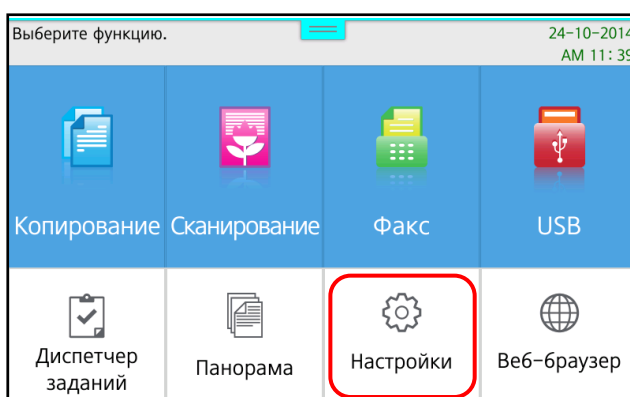 Выберите функцию.
24-10-2014
AM 11:39
Копирование Сканирование Факс USB
Диспетчер заданий
Панорама
Настройки
Веб-браузер